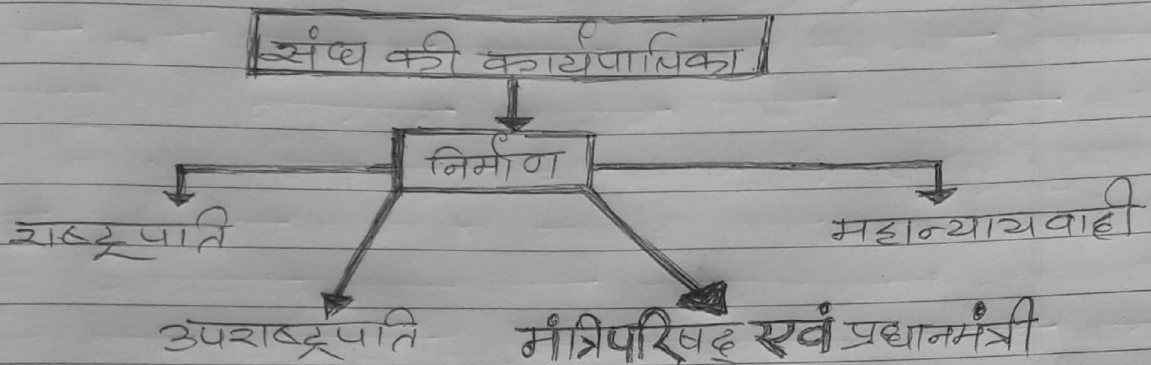 संघ की कार्यपालिका
निर्माण
राष्ट्रपति
महान्यायवादी
उपराष्ट्रपति
मंत्रिपरिषद् एवं प्रधानमंत्री